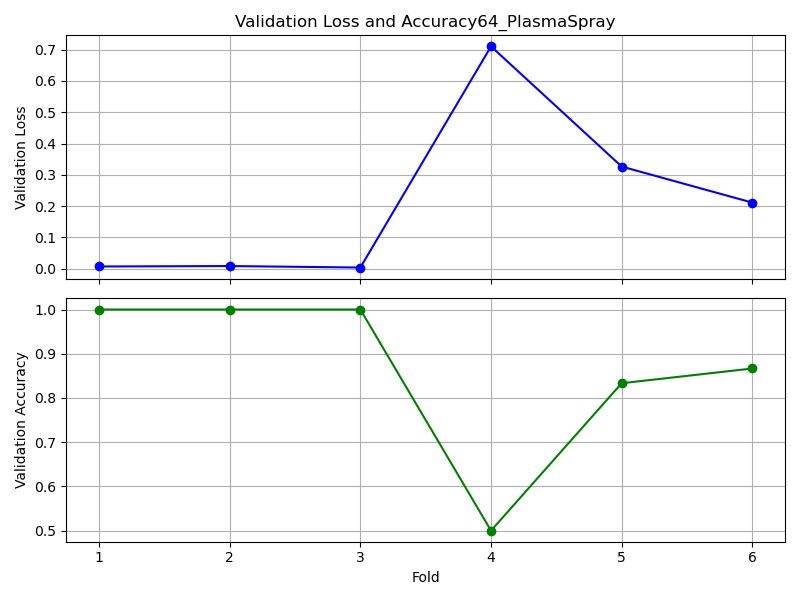 Validation Loss and Accuracy64_PlasmaSpray
Validation Loss
0.7
0.6
0.5
0.4
0.3
0.2
0.1
0.0
Validation Accuracy
1.0
0.9
0.8
0.7
0.6
0.5
1 2 3 4 5 6
Fold